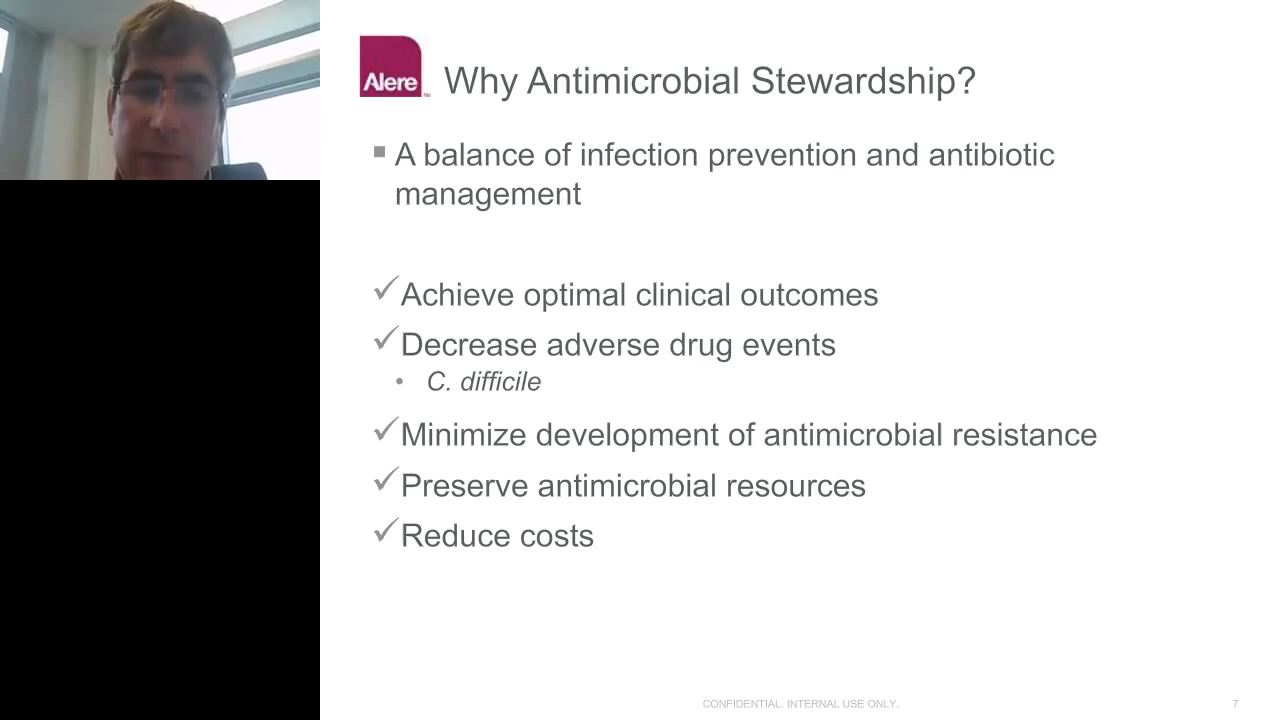 Alere™
Why Antimicrobial Stewardship?
▪ A balance of infection prevention and antibiotic
management
✓Achieve optimal clinical outcomes
✓Decrease adverse drug events
• C. difficile
✓Minimize development of antimicrobial resistance
✓Preserve antimicrobial resources
✓Reduce costs
CONFIDENTIAL. INTERNAL USE ONLY.
7